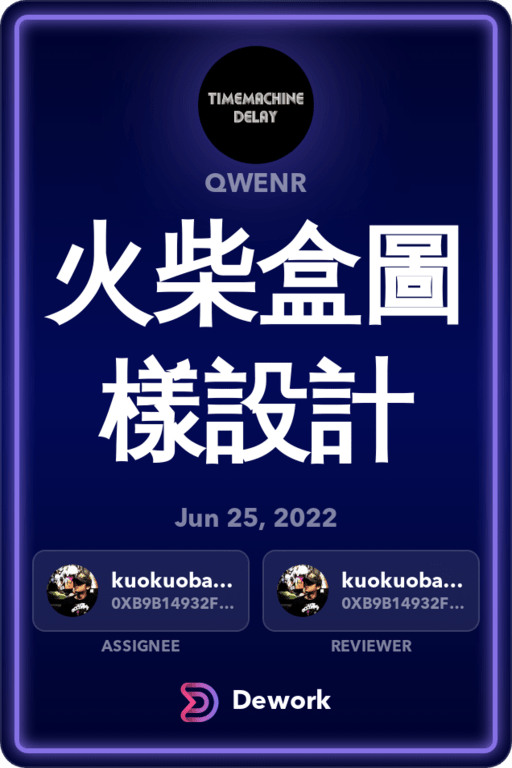 TIMEMACHINE
DELAY
QWENR
火柴盒圖
樣設計
Jun 25, 2022
kuokuoba...
0XB9B14932F...
kuokuoba...
0XB9B14932F...
ASSIGNEE
REVIEWER
Dework